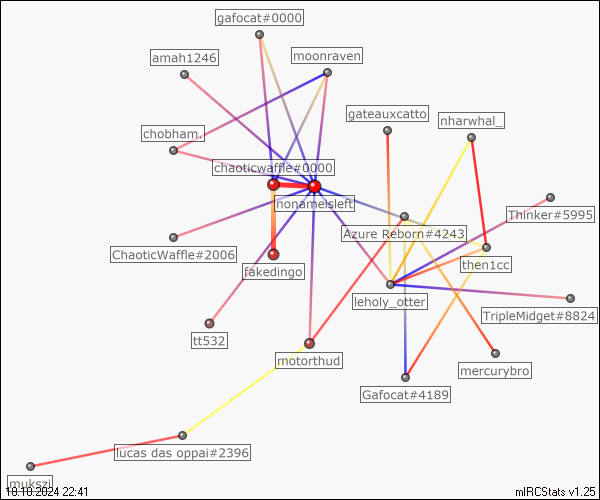 gafocat#0000
amah1246
moonraven
gateauxcatto
nharwhal_
chobham.
chaoticwaffle#0000
nonameisleft
Thinker#5995
Azure Reborn#4243
ChaoticWaffle#2006
then1cc
fakedingo
leholy_otter
TripleMidget#8824
tt532
motorthud
mercurybro
Gafocat#4189
lucas das oppai#2396
mukszi
10.10.2024 22:41
mIRCStats v1.25